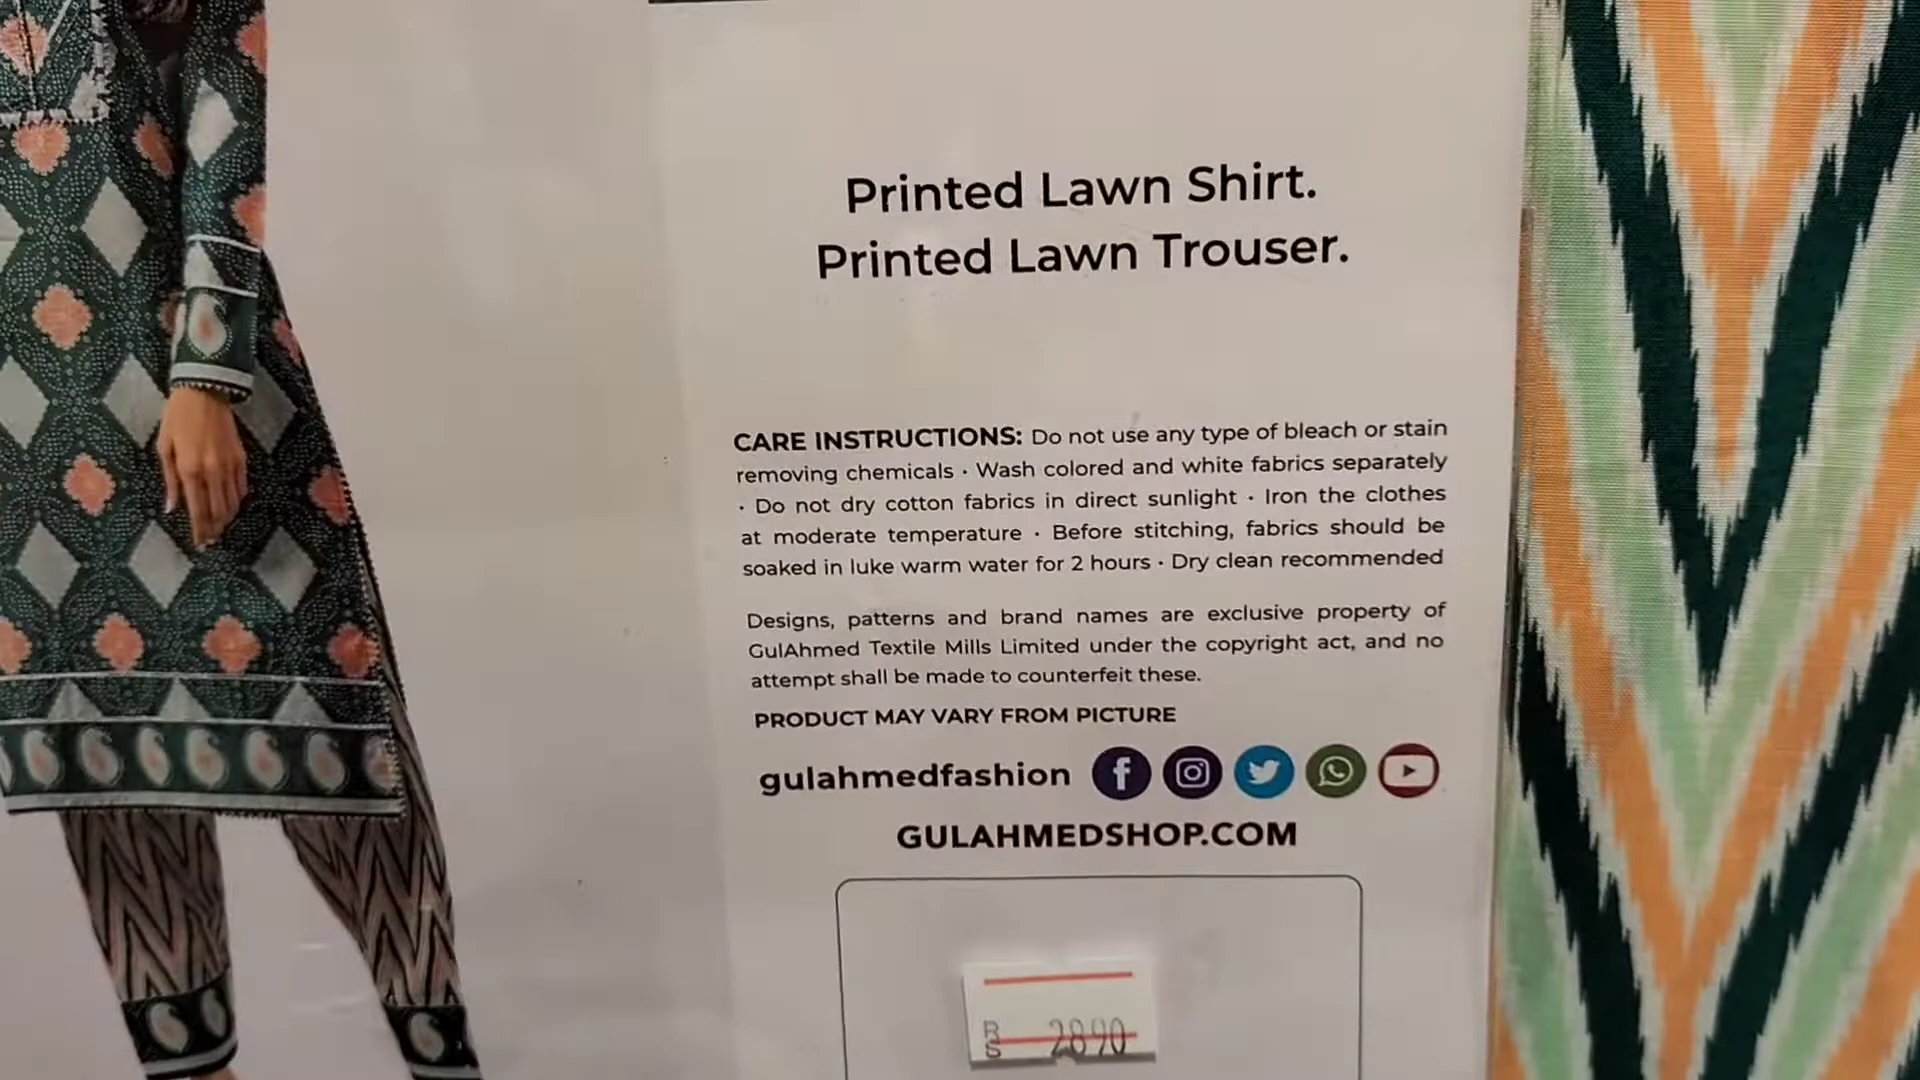 Printed Lawn Shirt.
Printed Lawn Trouser.
CARE INSTRUCTIONS: Do not use any type of bleach or stain
removing chemicals • Wash colored and white fabrics separately
• Do not dry cotton fabrics in direct sunlight • Iron the clothes
at moderate temperature • Before stitching, fabrics should be
soaked in luke warm water for 2 hours • Dry clean recommended
Designs, patterns and brand names are exclusive property of
GulAhmed Textile Mills Limited under the copyright act, and no
attempt shall be made to counterfeit these.
PRODUCT MAY VARY FROM PICTURE
gulahmedfashion
GULAHMEDSHOP.COM
RS 2890